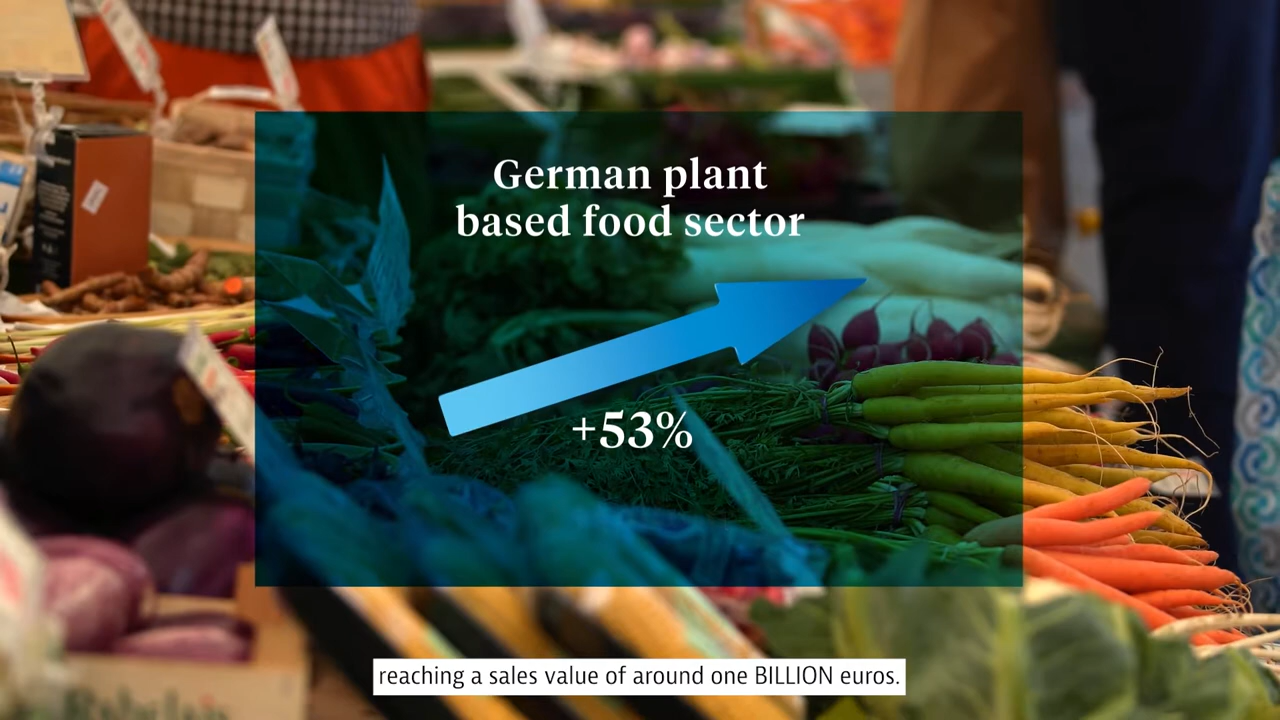 German plant
based food sector
+53%
reaching a sales value of around one BILLION euros.